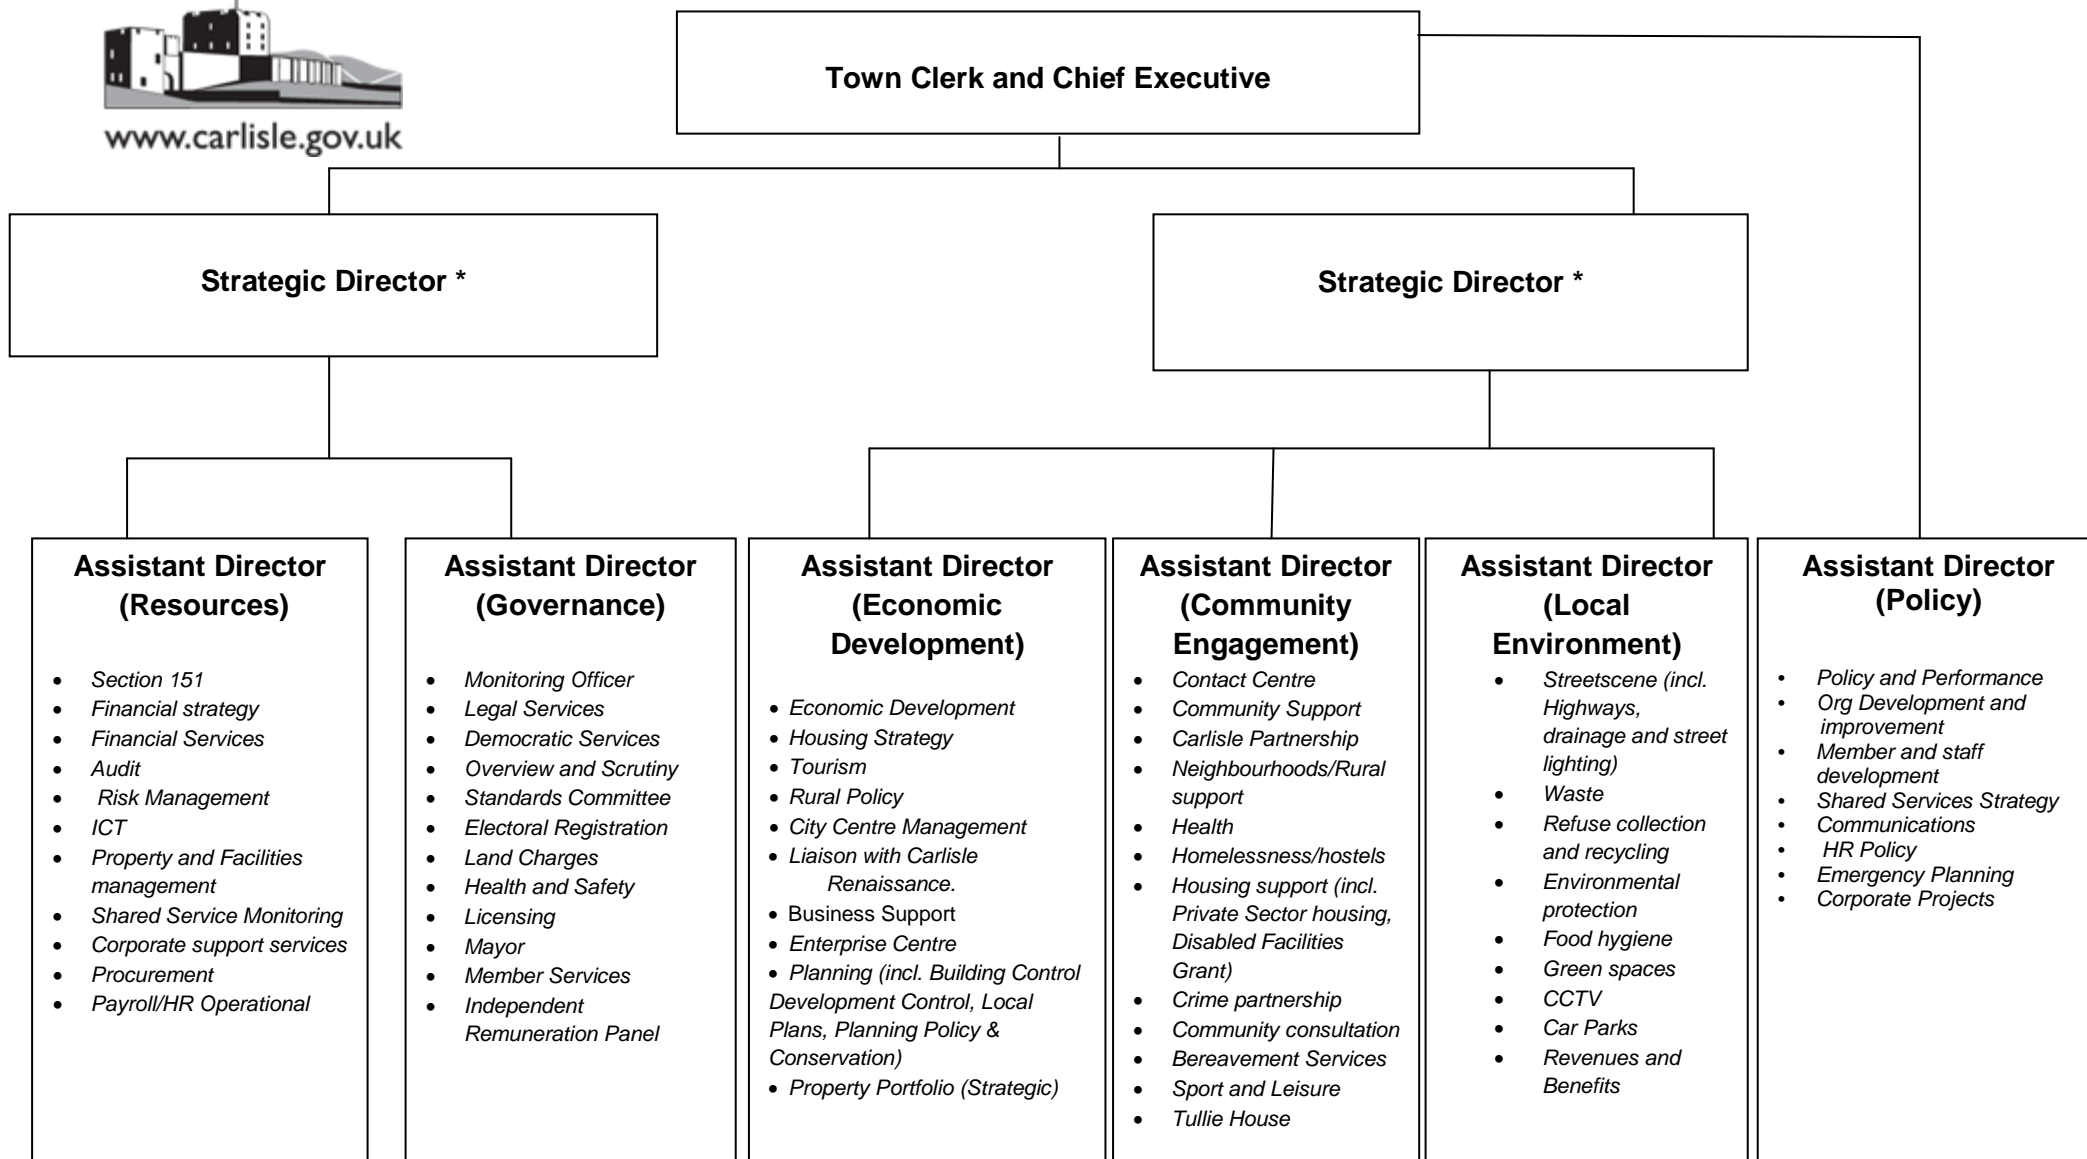 www.carlisle.gov.uk
Town Clerk and Chief Executive
Strategic Director *
Strategic Director *
Assistant Director
(Resources)
• Section 151
• Financial strategy
• Financial Services
• Audit
• Risk Management
• ICT
• Property and Facilities
management
• Shared Service Monitoring
• Corporate support services
• Procurement
• Payroll/HR Operational
Assistant Director
(Governance)
• Monitoring Officer
• Legal Services
• Democratic Services
• Overview and Scrutiny
• Standards Committee
• Electoral Registration
• Land Charges
• Health and Safety
• Licensing
• Mayor
• Member Services
• Independent
Remuneration Panel
Assistant Director
(Economic
Development)
• Economic Development
• Housing Strategy
• Tourism
• Rural Policy
• City Centre Management
• Liaison with Carlisle
Renaissance.
• Business Support
• Enterprise Centre
• Planning (incl. Building Control
Development Control, Local
Plans, Planning Policy &
Conservation)
• Property Portfolio (Strategic)
Assistant Director
(Community
Engagement)
• Contact Centre
• Community Support
• Carlisle Partnership
• Neighbourhoods/Rural
support
• Health
• Homelessness/hostels
• Housing support (incl.
Private Sector housing,
Disabled Facilities
Grant)
• Crime partnership
• Community consultation
• Bereavement Services
• Sport and Leisure
• Tullie House
Assistant Director
(Local
Environment)
• Streetscene (incl.
Highways,
drainage and street
lighting)
• Waste
• Refuse collection
and recycling
• Environmental
protection
• Food hygiene
• Green spaces
• CCTV
• Car Parks
• Revenues and
Benefits
Assistant Director
(Policy)
• Policy and Performance
• Org Development and
improvement
• Member and staff
development
• Shared Services Strategy
• Communications
• HR Policy
• Emergency Planning
• Corporate Projects